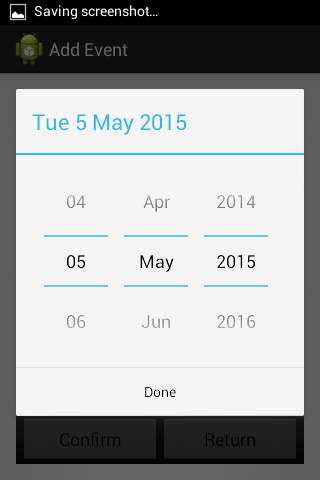 Saving screenshot...
Add Event
Tue 5 May 2015
04 Apr 2014
05 May 2015
06 Jun 2016
Done
Confirm Return